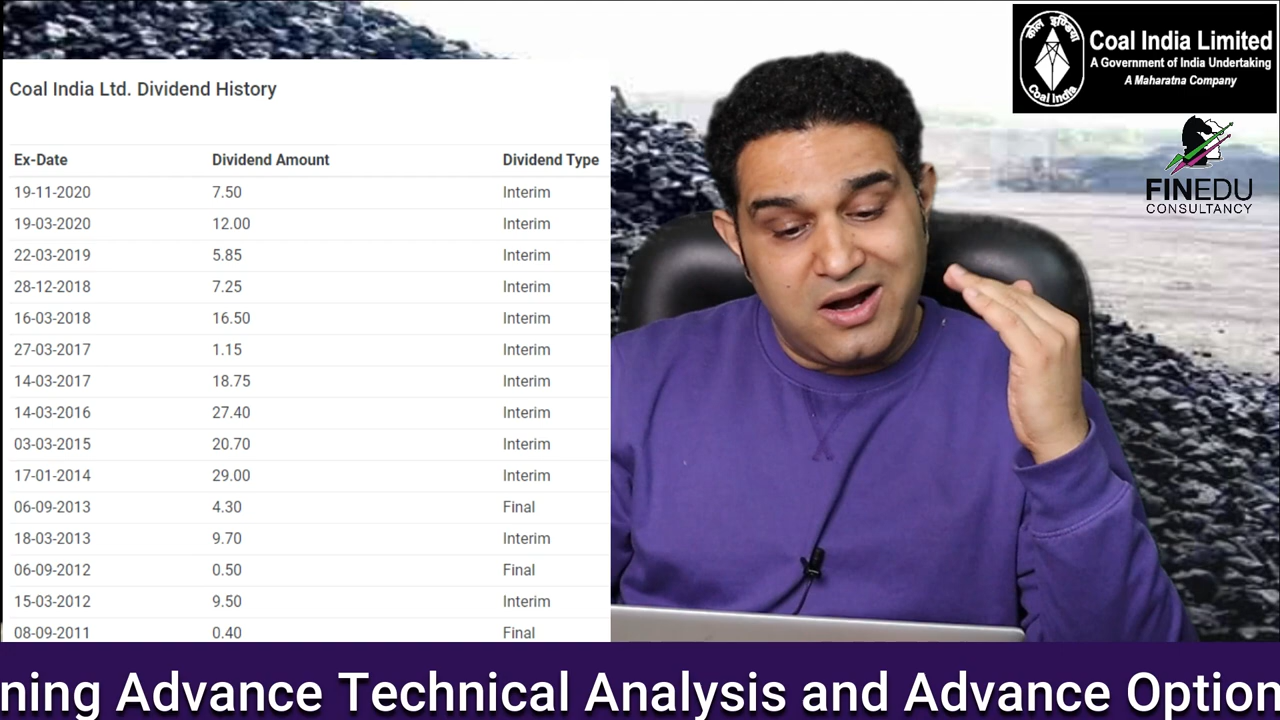 Coal India Ltd. Dividend History
Ex-Date Dividend Amount Dividend Type
19-11-2020 7.50 Interim
19-03-2020 12.00 Interim
22-03-2019 5.85 Interim
28-12-2018 7.25 Interim
16-03-2018 16.50 Interim
27-03-2017 1.15 Interim
14-03-2017 18.75 Interim
14-03-2016 27.40 Interim
03-03-2015 20.70 Interim
17-01-2014 29.00 Interim
06-09-2013 4.30 Final
18-03-2013 9.70 Interim
06-09-2012 0.50 Final
15-03-2012 9.50 Interim
08-09-2011 0.40 Final
कोल इण्डिया
Coal India
Coal India Limited
A Government of India Undertaking
A Maharatna Company
FINEDU
CONSULTANCY
ning Advance Technical Analysis and Advance Option